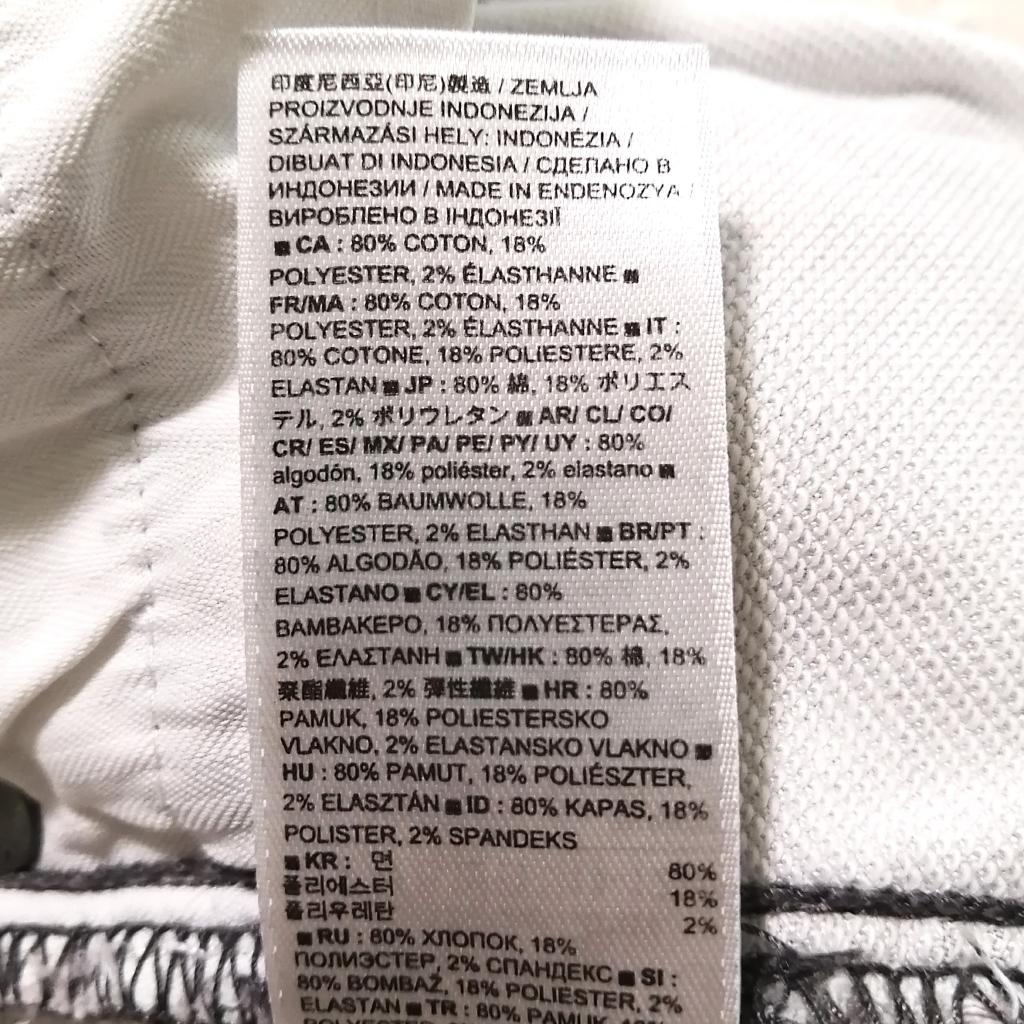 印度尼西亞(印尼)製造 / ZEMLJA
PROIZVODNJE INDONEZIJA /
SZÁRMAZÁSI HELY: INDONÉZIA /
DIBUAT DI INDONESIA / СДЕЛАНО В
ИНДОНЕЗИИ / MADE IN ENDENOZYA /
ВИРОБЛЕНО В ІНДОНЕЗІЇ
■ CA : 80% COTON, 18%
POLYESTER, 2% ÉLASTHANNE ■
FR/MA : 80% COTON, 18%
POLYESTER, 2% ÉLASTHANNE ■ IT :
80% COTONE, 18% POLIESTERE, 2%
ELASTAN ■ JP : 80% 綿, 18% ポリエス
テル, 2% ポリウレタン ■ AR/ CL/ CO/
CR/ ES/ MX/ PA/ PE/ PY/ UY : 80%
algodón, 18% poliéster, 2% elastano ■
AT : 80% BAUMWOLLE, 18%
POLYESTER, 2% ELASTHAN ■ BR/PT :
80% ALGODÃO, 18% POLIÉSTER, 2%
ELASTANO ■ CY/EL : 80%
ΒΑΜΒΑΚΕΡΟ, 18% ΠΟΛΥΕΣΤΕΡΑΣ,
2% ΕΛΑΣΤΑΝΗ ■ TW/HK : 80% 棉, 18%
聚酯纖維, 2% 彈性纖維 ■ HR : 80%
PAMUK, 18% POLIESTERSKO
VLAKNO, 2% ELASTANSKO VLAKNO ■
HU : 80% PAMUT, 18% POLIÉSZTER,
2% ELASZTÁN ■ ID : 80% KAPAS, 18%
POLISTER, 2% SPANDEKS
■ KR : 면 80%
폴리에스터 18%
폴리우레탄 2%
■ RU : 80% ХЛОПОК, 18%
ПОЛИЭСТЕР, 2% СПАНДЕКС ■ SI :
80% BOMBAŽ, 18% POLIESTER, 2%
ELASTAN ■ TR : 80% PAMUK, 18%